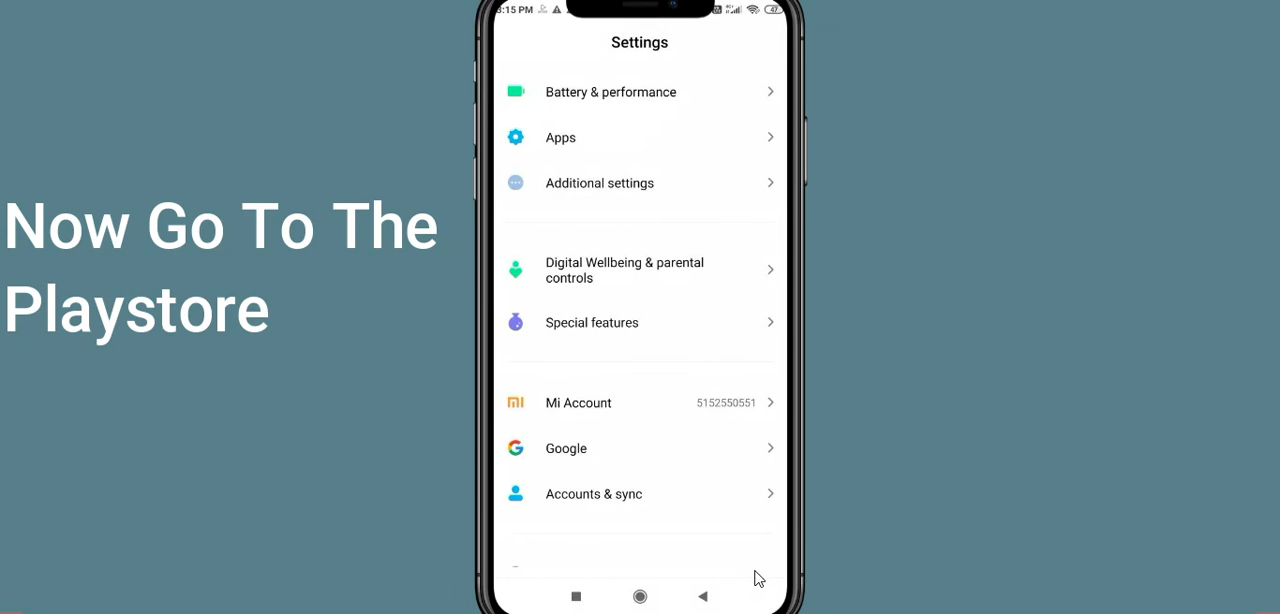 :15 PM
47
Settings
Battery & performance
Apps
Additional settings
Now Go To The
Playstore
Digital Wellbeing & parental
controls
Special features
Mi Account 5152550551
Google
Accounts & sync